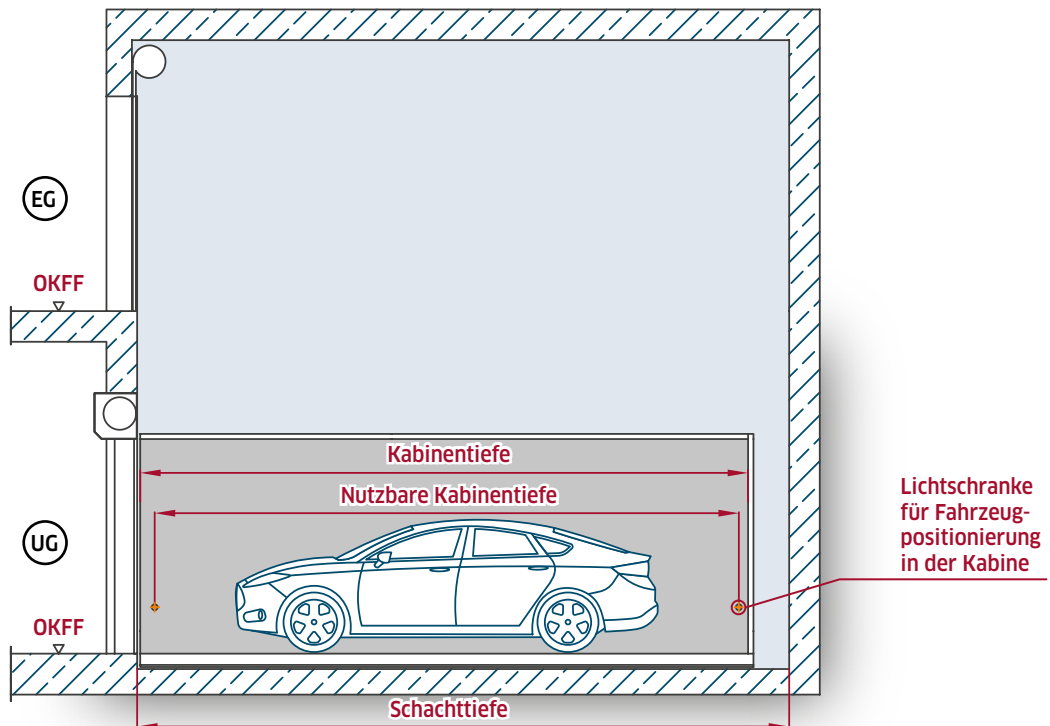 EG
OKFF
Kabinentiefe
Nutzbare Kabinentiefe
Lichtschranke
für Fahrzeug-
positionierung
in der Kabine
UG
OKFF
Schachttiefe